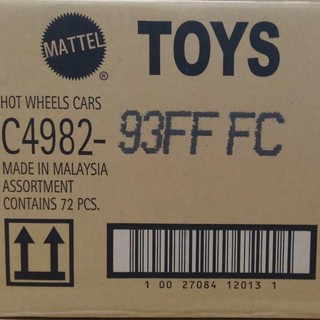 MATTEL ® TOYS
HOT WHEELS CARS
C4982- 93FF FC
MADE IN MALAYSIA
ASSORTMENT
CONTAINS 72 PCS.
1 00 27084 12013 1